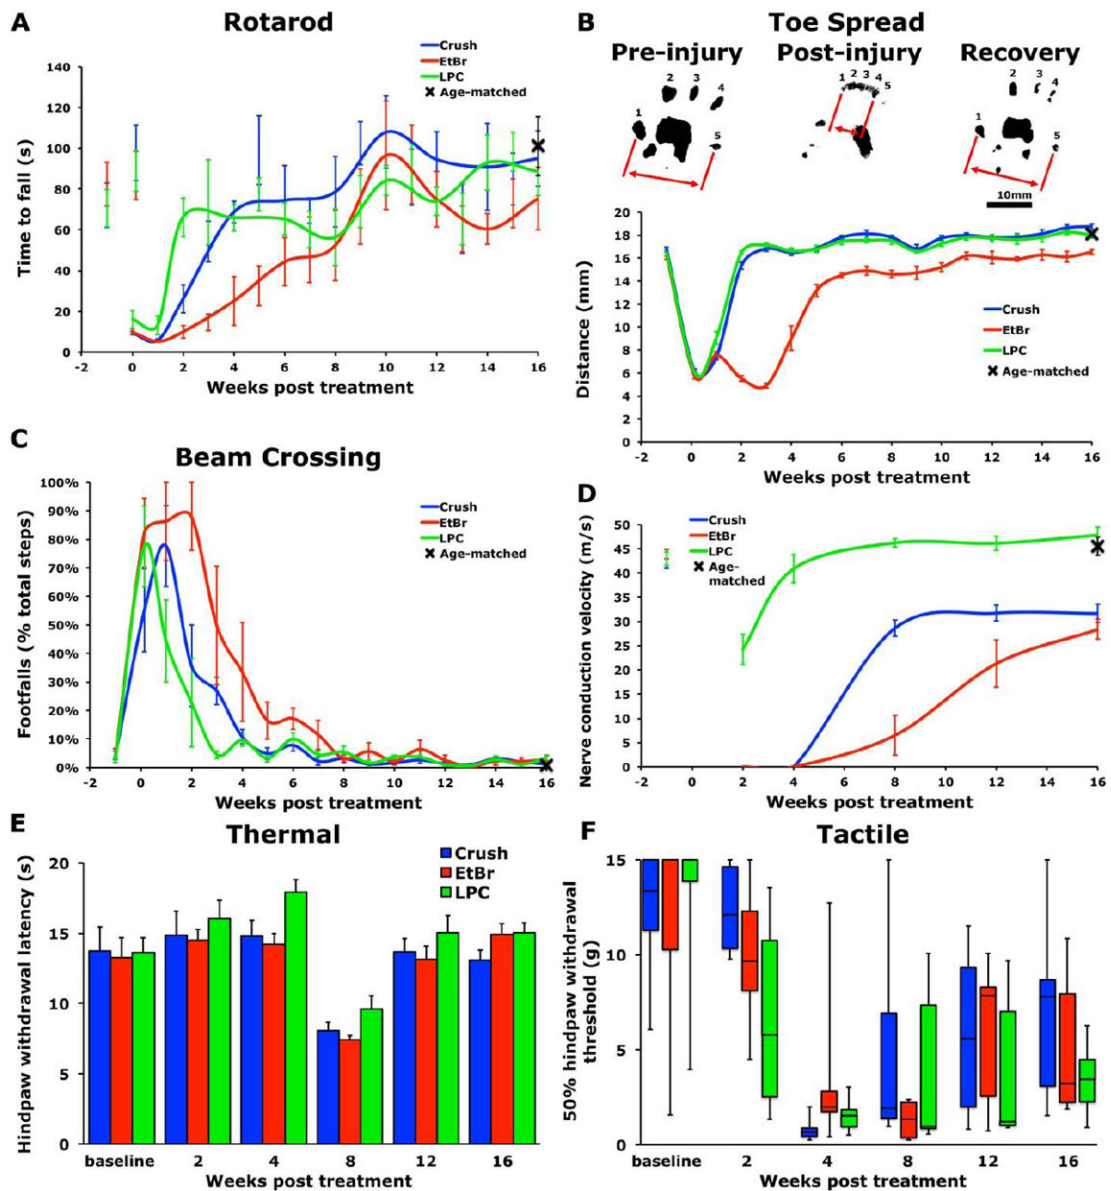 A
Rotarod
Crush
EtBr
LPC
Age-matched
Time to fall (s)
140
120
100
80
60
40
20
0
-2 0 2 4 6 8 10 12 14 16
Weeks post treatment
B
Toe Spread
Pre-injury Post-injury Recovery
1 2 3 4 5
1 2 3 4 5
1 2 3 4 5
10mm
Distance (mm)
20
18
16
14
12
10
8
6
4
2
0
Crush
EtBr
LPC
Age-matched
-2 0 2 4 6 8 10 12 14 16
Weeks post treatment
C
Beam Crossing
Crush
EtBr
LPC
Age-matched
Footfalls (% total steps)
100%
90%
80%
70%
60%
50%
40%
30%
20%
10%
0%
-2 0 2 4 6 8 10 12 14 16
Weeks post treatment
D
Crush
EtBr
LPC
Age-
matched
Nerve conduction velocity (m/s)
50
45
40
35
30
25
20
15
10
5
0
-2 0 2 4 6 8 10 12 14 16
Weeks post treatment
E
Thermal
Crush
EtBr
LPC
Hindpaw withdrawal latency (s)
20
15
10
5
0
baseline 2 4 8 12 16
Weeks post treatment
F
Tactile
50% hindpaw withdrawal
threshold (g)
15
10
5
0
baseline 2 4 8 12 16
Weeks post treatment